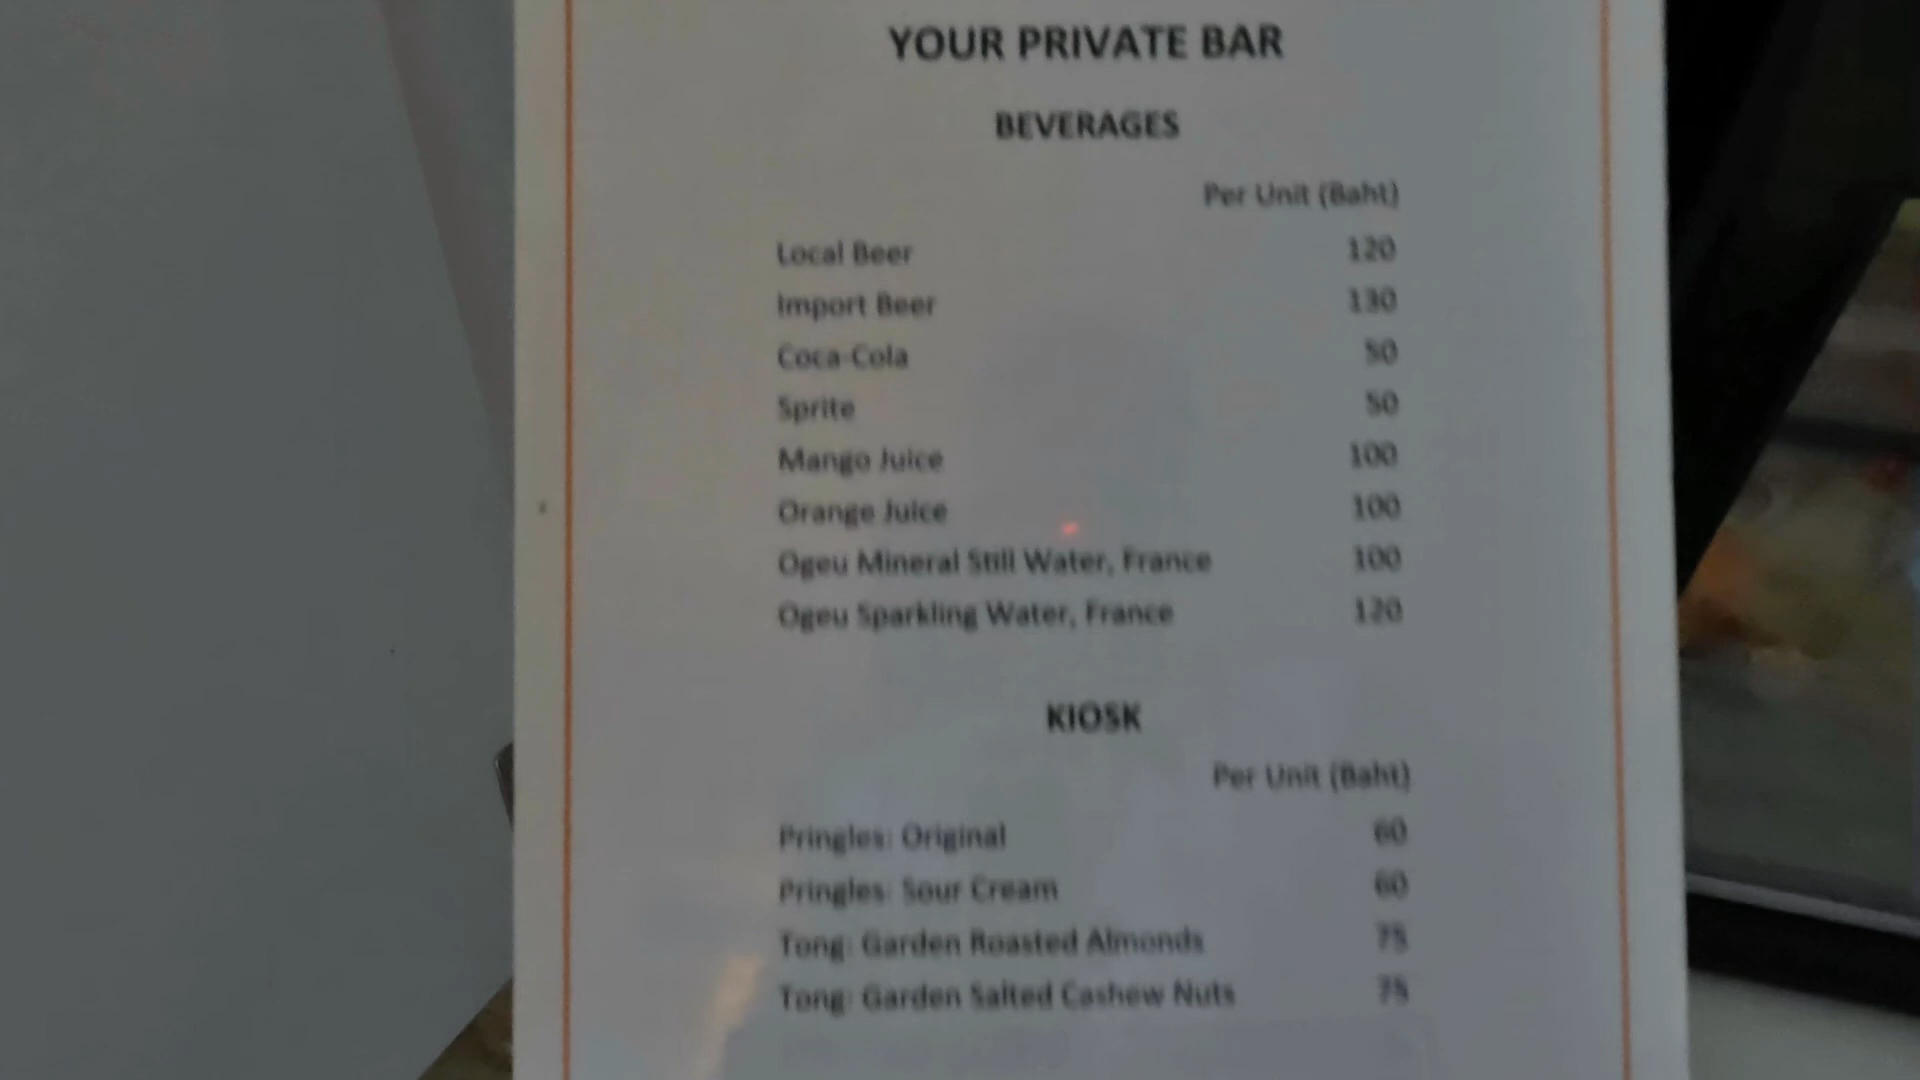 YOUR PRIVATE BAR
BEVERAGES
Per Unit (Baht)
Local Beer 120
Import Beer 130
Coca-Cola 50
Sprite 50
Mango Juice 100
Orange Juice 100
Ogeu Mineral Still Water, France 100
Ogeu Sparkling Water, France 120
KIOSK
Per Unit (Baht)
Pringles: Original 60
Pringles: Sour Cream 60
Tong: Garden Roasted Almonds 75
Tong: Garden Salted Cashew Nuts 75